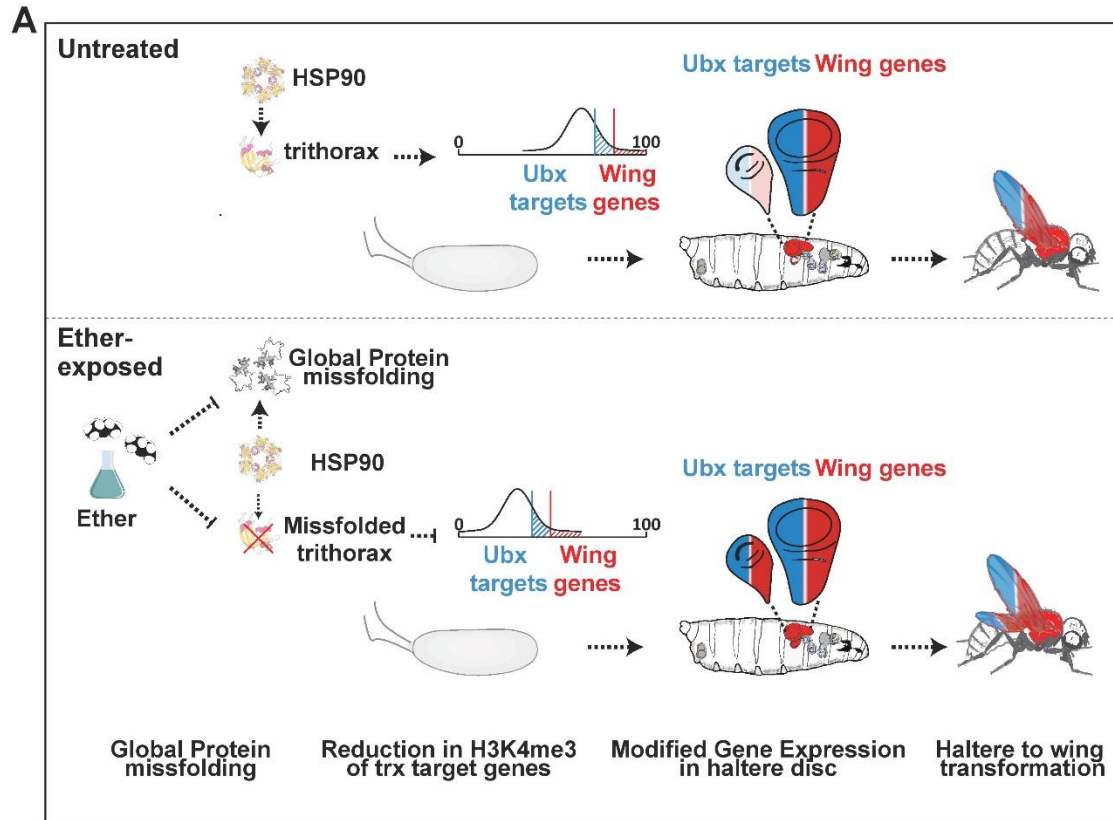 A
Untreated
HSP90
trithorax
0 100
Ubx Wing
targets genes
Ubx targets Wing genes
Ether-
exposed
Global Protein
missfolding
HSP90
Ether
Missfolded
trithorax
0 100
Ubx Wing
targets genes
Ubx targets Wing genes
Global Protein
missfolding
Reduction in H3K4me3
of trx target genes
Modified Gene Expression
in haltere disc
Haltere to wing
transformation